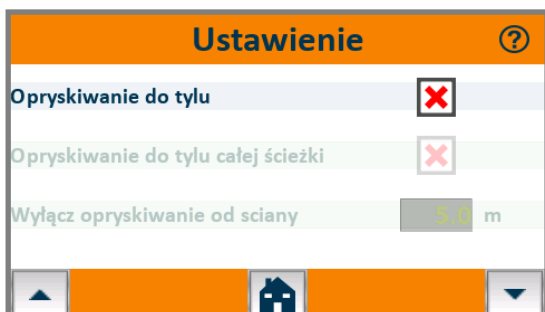 Ustawienie ?
Opryskiwanie do tylu
Opryskiwanie do tylu całej ścieżki
Wyłącz opryskiwanie od sciany 5.0 m